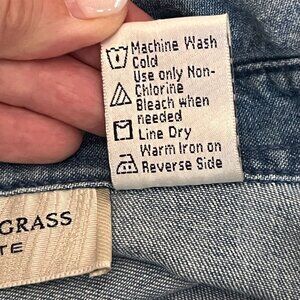 Machine Wash
Cold
Use only Non-
Chlorine
Bleach when
needed
Line Dry
Warm Iron on
Reverse Side
GRASS
TE